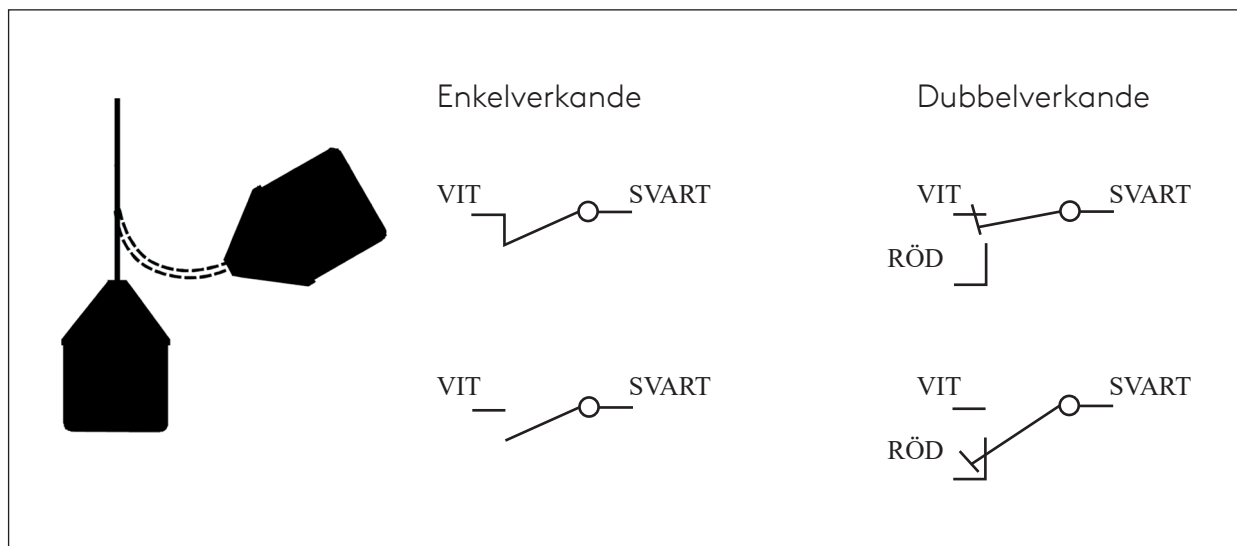 Enkelverkande
Dubbelverkande
VIT SVART
VIT SVART
RÖD
VIT SVART
VIT SVART
RÖD